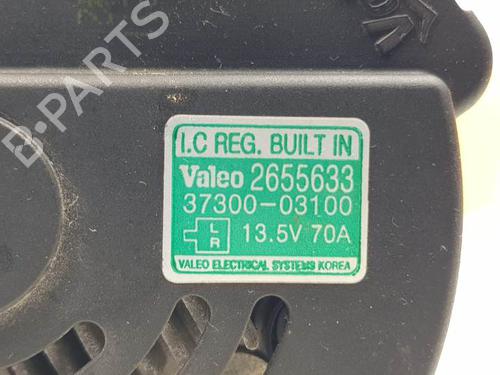 I.C REG. BUILT IN
Valeo 2655633
37300-03100
L
R
13.5V 70A
VALEO ELECTRICAL SYSTEMS KOREA
B-PARTS